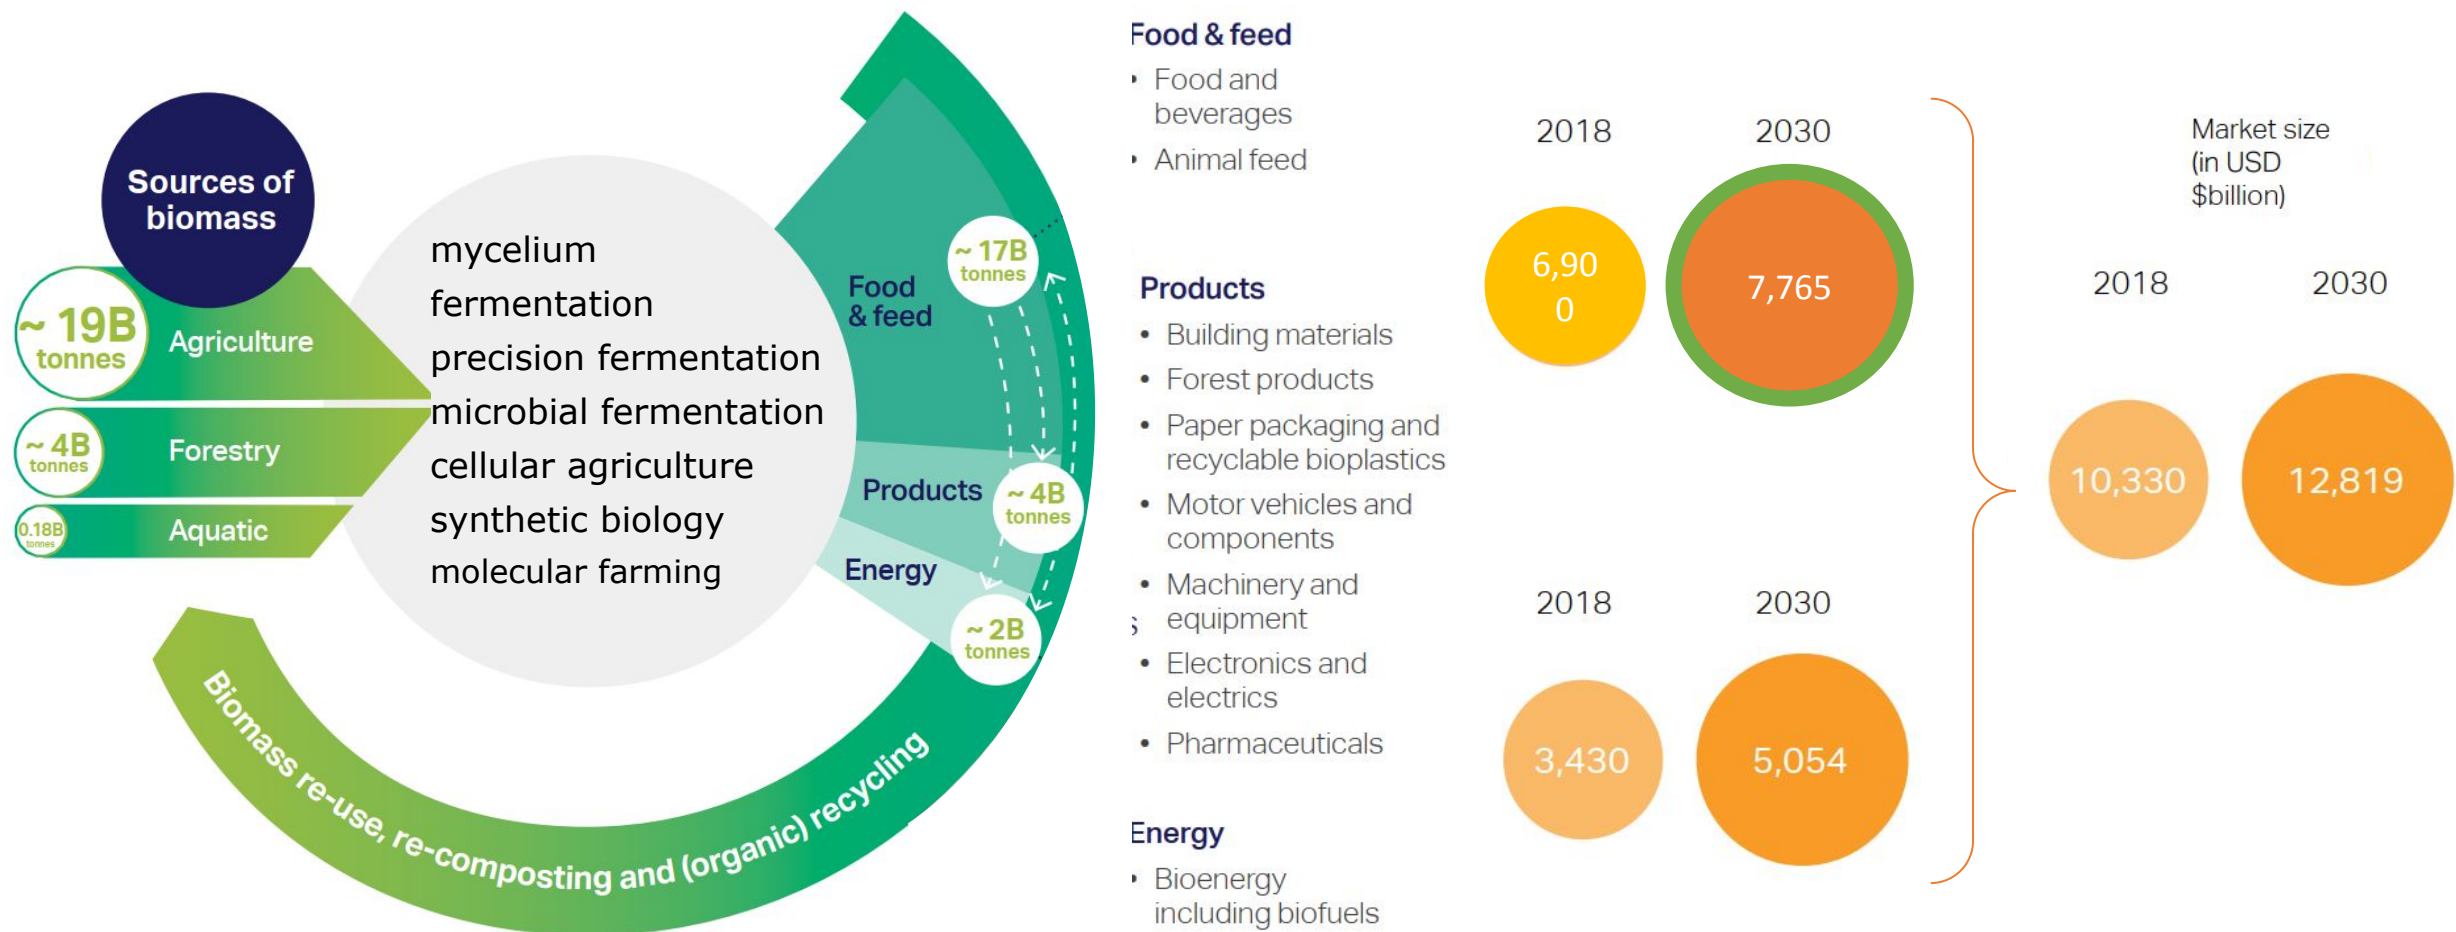 Sources of
biomass
~ 19B
tonnes
Agriculture
~ 4B
tonnes
Forestry
0.18B
tonnes
Aquatic
mycelium
fermentation
precision fermentation
microbial fermentation
cellular agriculture
synthetic biology
molecular farming
Food
& feed
~ 17B
tonnes
Products
~ 4B
tonnes
Energy
~ 2B
tonnes
Biomass re-use, re-composting and (organic) recycling
Food & feed
• Food and
beverages
• Animal feed
Products
• Building materials
• Forest products
• Paper packaging and
recyclable bioplastics
• Motor vehicles and
components
• Machinery and
s equipment
• Electronics and
electrics
• Pharmaceuticals
Energy
• Bioenergy
including biofuels
2018 2030
6,90
0
7,765
2018 2030
3,430 5,054
Market size
(in USD
$billion)
2018 2030
10,330 12,819